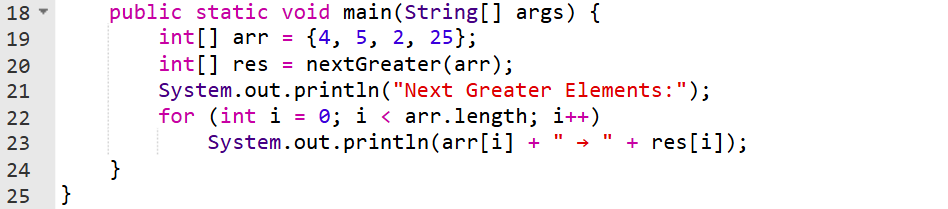 18 public static void main(String[] args) {
19 int[] arr = {4, 5, 2, 25};
20 int[] res = nextGreater(arr);
21 System.out.println("Next Greater Elements:");
22 for (int i = 0; i < arr.length; i++)
23 System.out.println(arr[i] + " → " + res[i]);
24 }
25 }